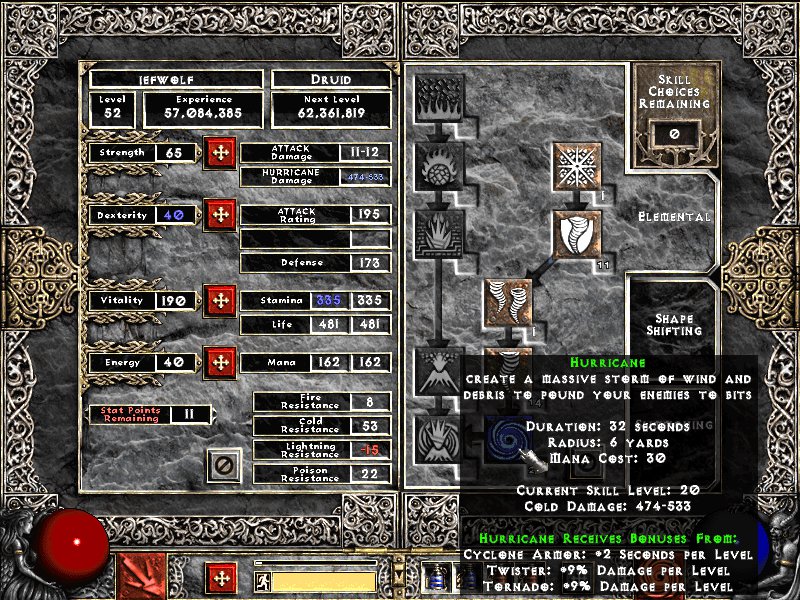 IEFWOLF
DRUID
Level
52
Experience
57,084,385
Next Level
62,361,819
Strength 65
ATTACK
Damage
11-12
HURRICANE
Damage
474-533
Dexterity 40
ATTACK
Rating
195
Defense 173
Vitality 190
Stamina 335 335
Life 481 481
Energy 40
Mana 162 162
Stat Points
Remaining
11
Fire
Resistance
8
Cold
Resistance
53
Lightning
Resistance
-15
Poison
Resistance
22
SKILL
CHOICES
REMAINING
0
ELEMENTAL
SHAPE
SHIFTING
1
11
1
HURRICANE
CREATE A MASSIVE STORM OF WIND AND
DEBRIS TO POUND YOUR ENEMIES TO BITS
DURATION: 32 SECONDS
RADIUS: 6 YARDS
MANA COST: 30
CURRENT SKILL LEVEL: 20
COLD DAMAGE: 474-533
HURRICANE RECEIVES BONUSES FROM:
CYCLONE ARMOR: +2 SECONDS PER LEVEL
TWISTER: +9% DAMAGE PER LEVEL
TORNADO: +9% DAMAGE PER LEVEL